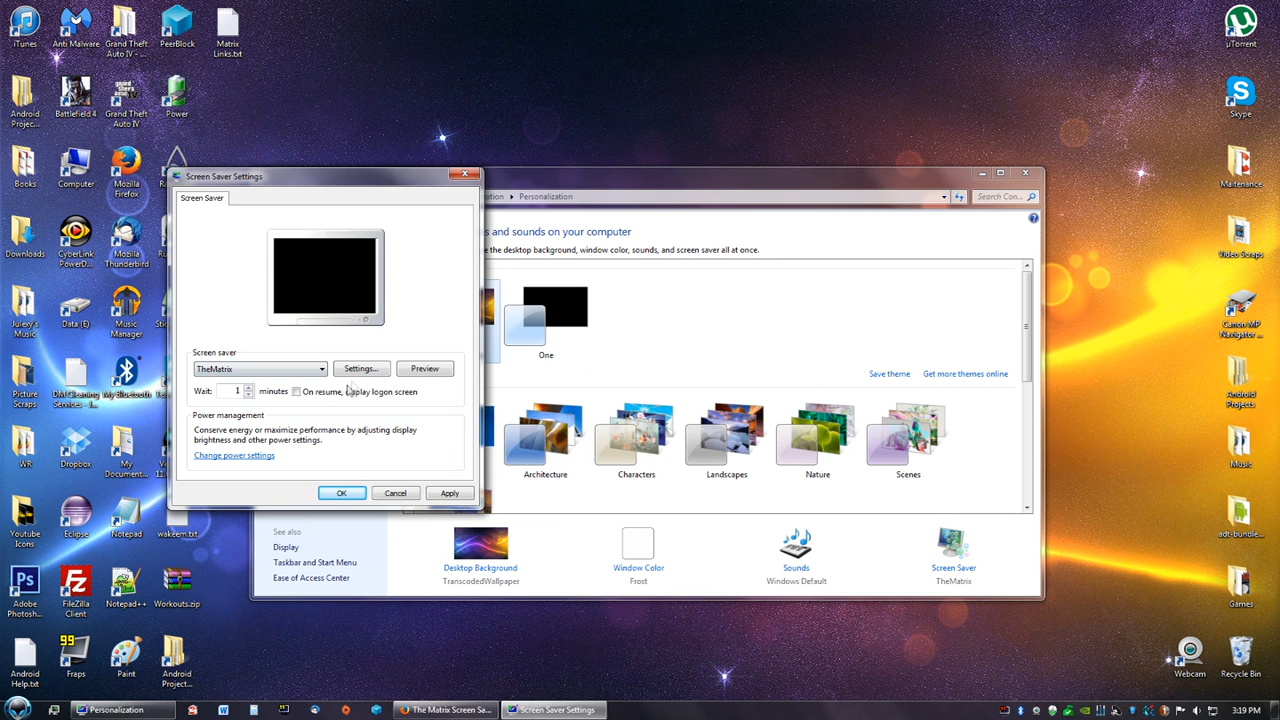 iTunes
Anti Malware
Grand Theft
Auto IV - ...
PeerBlock
Matrix
Links.txt
µTorrent
Android
Projec...
Battlefield 4
Grand Theft
Auto IV
Power
Skype
Books
Computer
Mozilla
Firefox
Maitenance
Downloads
CyberLink
PowerD...
Mozilla
Thunderbird
Video Scraps
Juiexy's
Music
Data (E)
Music
Manager
Canon MP
Navigator ...
Picture
Scraps
DM Cleaning
Services - I...
My Bluetooth
Android
Projects
WR
Dropbox
My
Document...
Music
Youtube
Icons
Eclipse
Notepad
wakeem.txt
adt-bundle...
Adobe
Photosh...
FileZilla
Client
Notepad++
Workouts.zip
Games
Android
Help.txt
99
Fraps
Paint
Android
Project...
Webcam
Recycle Bin
Screen Saver Settings
Screen Saver
Screen saver
TheMatrix
Settings...
Preview
Wait: 1 minutes
On resume, display logon screen
Power management
Conserve energy or maximize performance by adjusting display
brightness and other power settings.
Change power settings
OK
Cancel
Apply
Personalization
Search Con...
and sounds on your computer
the desktop background, window color, sounds, and screen saver all at once.
One
Save theme
Get more themes online
Architecture
Characters
Landscapes
Nature
Scenes
See also
Display
Taskbar and Start Menu
Ease of Access Center
Desktop Background
TranscodedWallpaper
Window Color
Frost
Sounds
Windows Default
Screen Saver
TheMatrix
Personalization
The Matrix Screen Sa...
Screen Saver Settings
3:19 PM